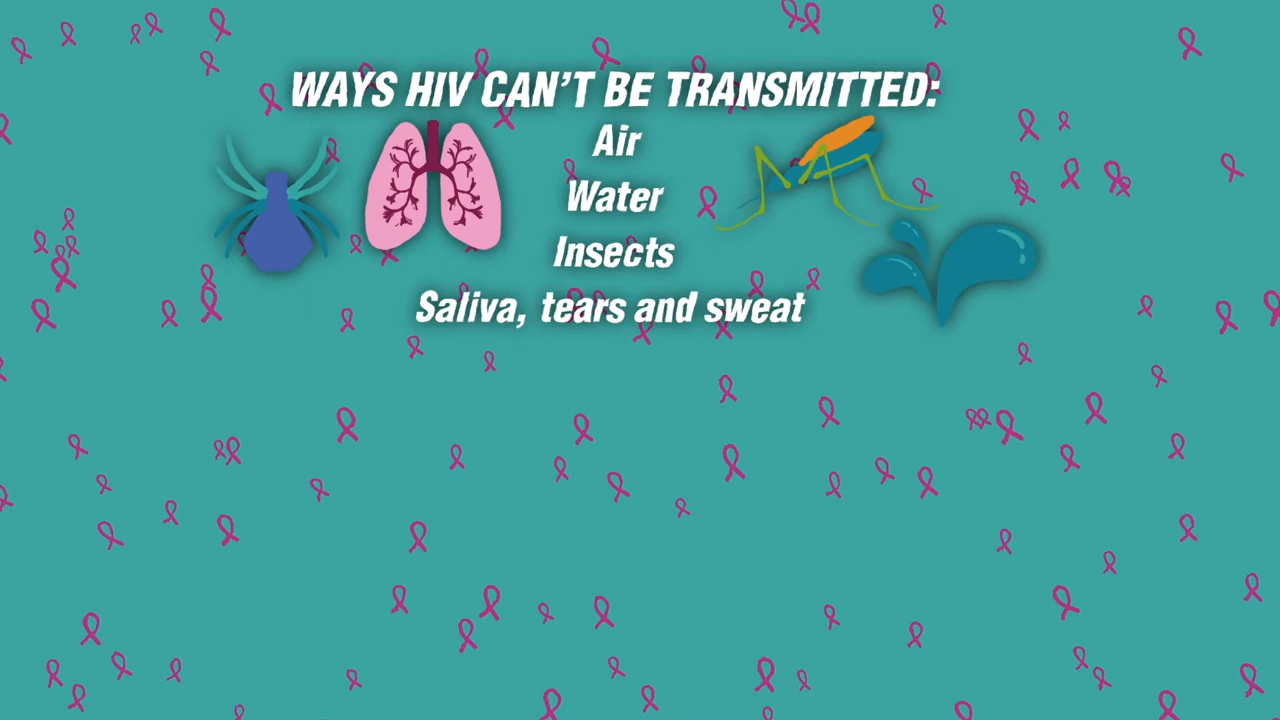 WAYS HIV CAN'T BE TRANSMITTED:
Air
Water
Insects
Saliva, tears and sweat